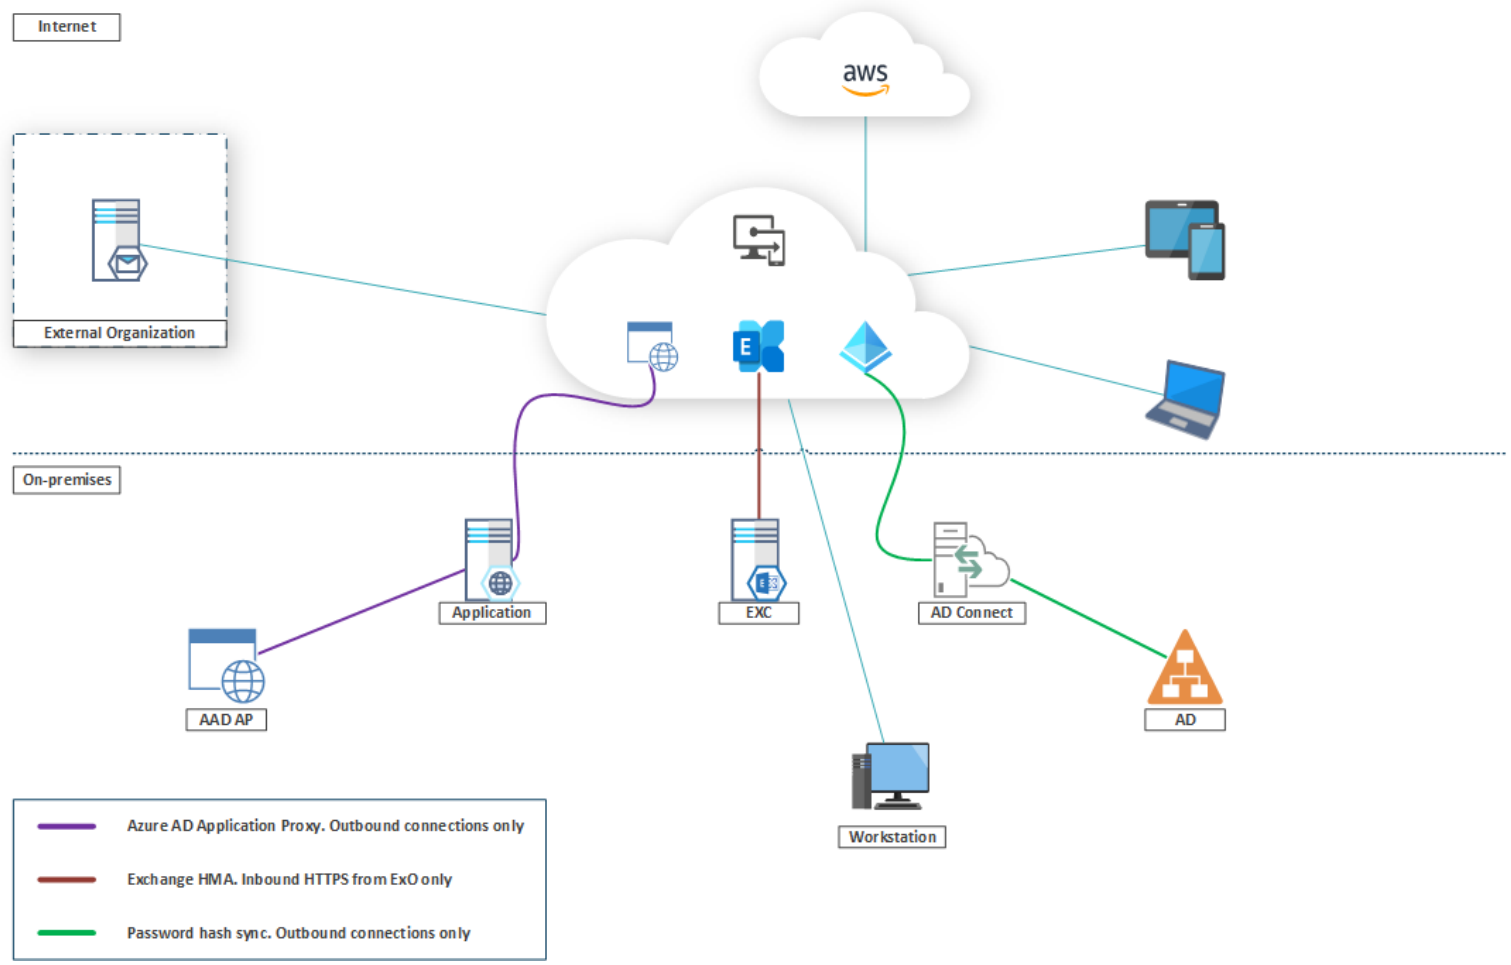 Internet
aws
External Organization
E
On-premises
Application
E
EXC
AD Connect
AAD AP
AD
Workstation
Azure AD Application Proxy. Outbound connections only
Exchange HMA. Inbound HTTPS from ExO only
Password hash sync. Outbound connections only